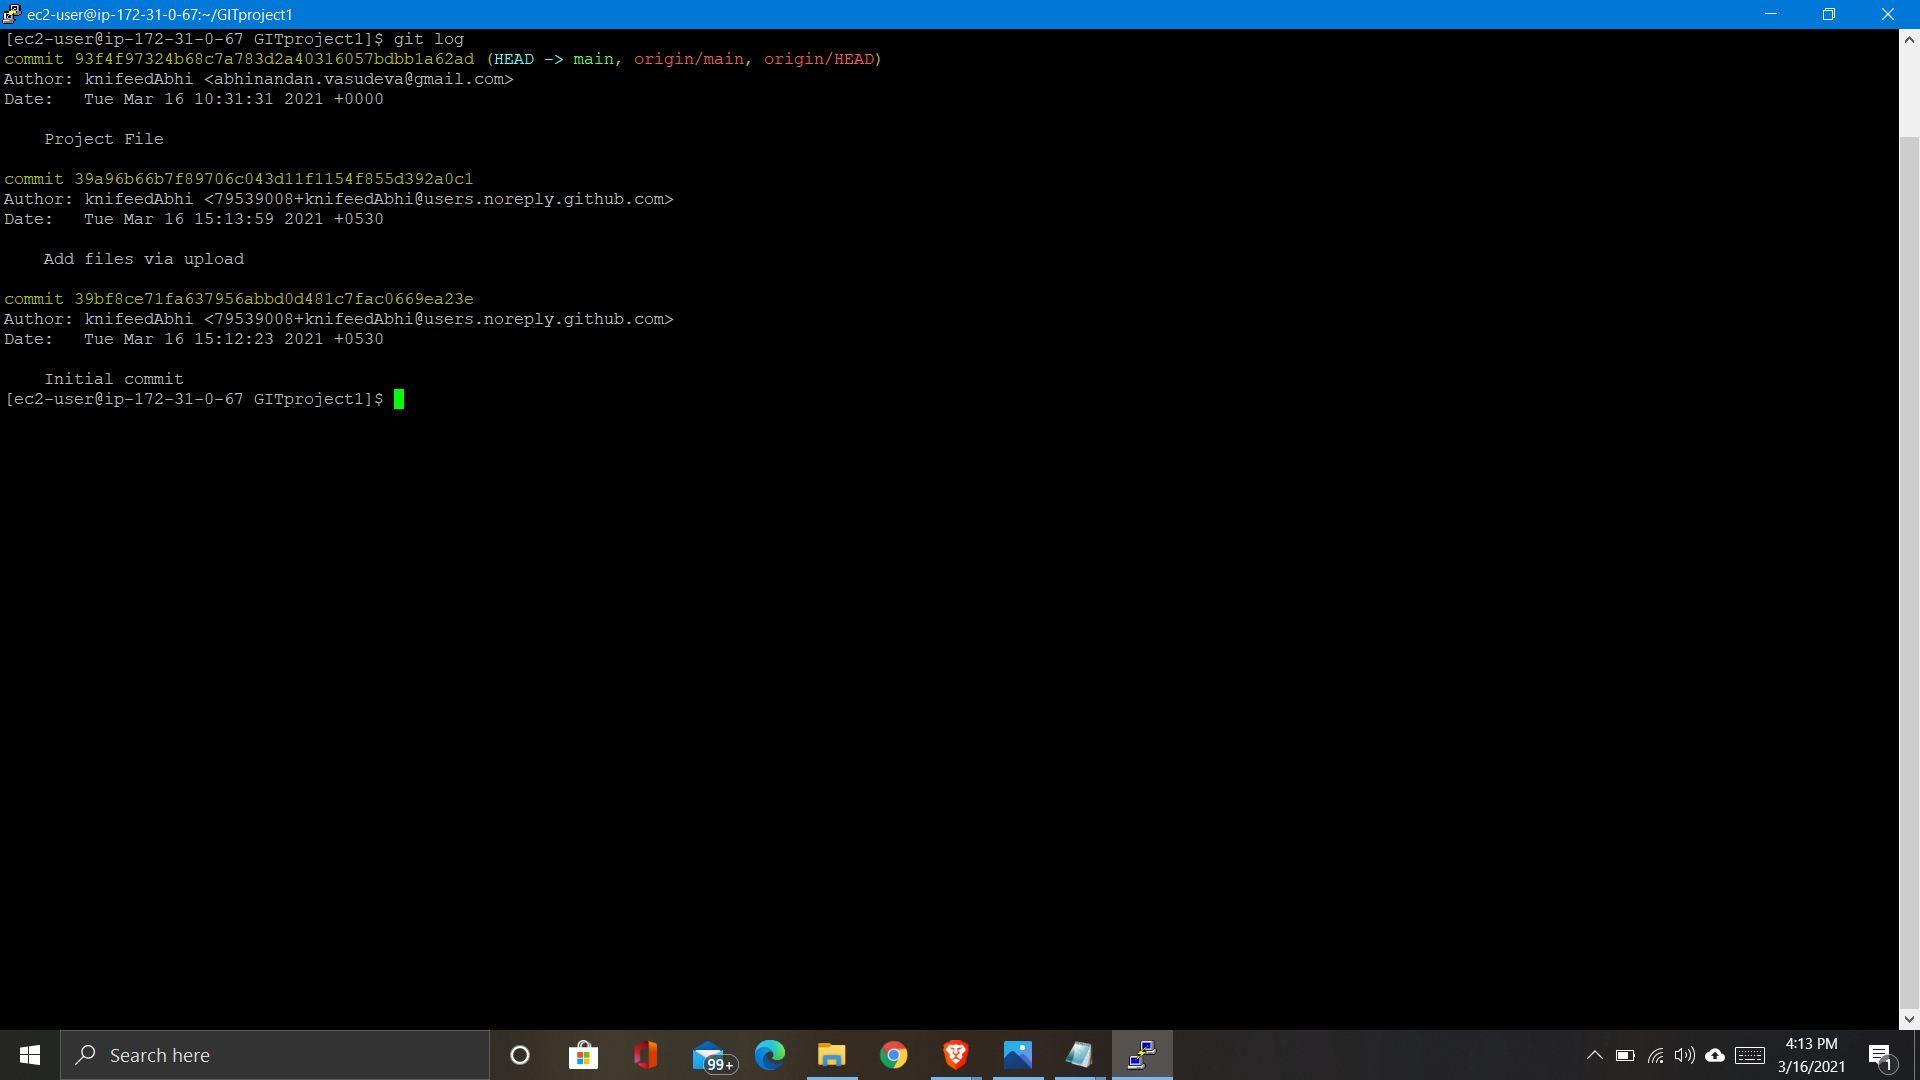 ec2-user@ip-172-31-0-67:~/GITproject1
[ec2-user@ip-172-31-0-67 GITproject1]$ git log
commit 93f4f97324b68c7a783d2a40316057bdbb1a62ad (HEAD -> main, origin/main, origin/HEAD)
Author: knifeedAbhi <abhinandan.vasudeva@gmail.com>
Date:   Tue Mar 16 10:31:31 2021 +0000
    Project File
commit 39a96b66b7f89706c043d11f1154f855d392a0c1
Author: knifeedAbhi <79539008+knifeedAbhi@users.noreply.github.com>
Date:   Tue Mar 16 15:13:59 2021 +0530
    Add files via upload
commit 39bf8ce71fa637956abbd0d481c7fac0669ea23e
Author: knifeedAbhi <79539008+knifeedAbhi@users.noreply.github.com>
Date:   Tue Mar 16 15:12:23 2021 +0530
    Initial commit
[ec2-user@ip-172-31-0-67 GITproject1]$
Search here
99+
4:13 PM
3/16/2021
1